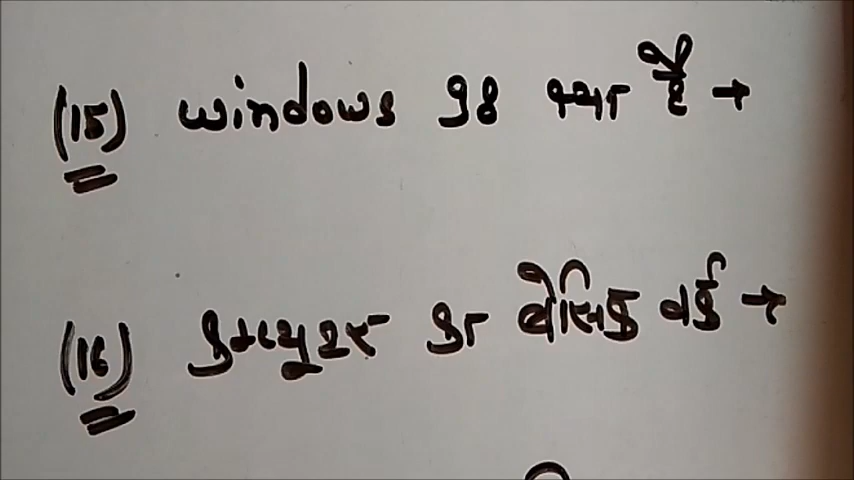 (15) windows 98 क्या है →
(16) कम्प्यूटर का बेसिक वर्क →